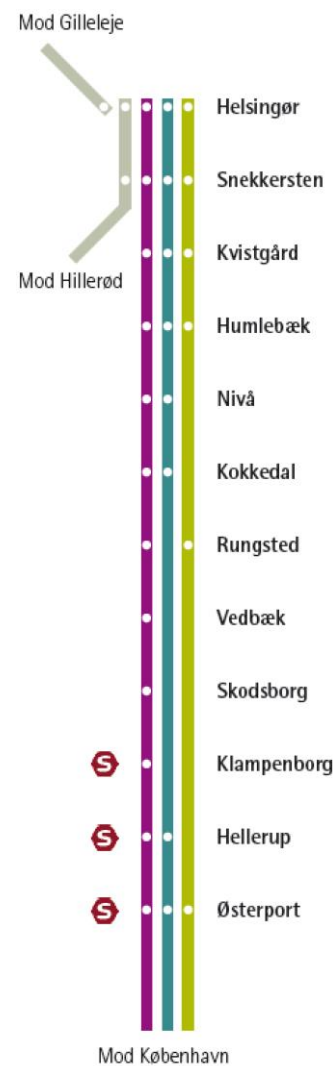 Mod Gilleleje
Helsingør
Snekkersten
Kvistgård
Mod Hillerød
Humlebæk
Nivå
Kokkedal
Rungsted
Vedbæk
Skodsborg
S Klampenborg
S Hellerup
S Østerport
Mod København